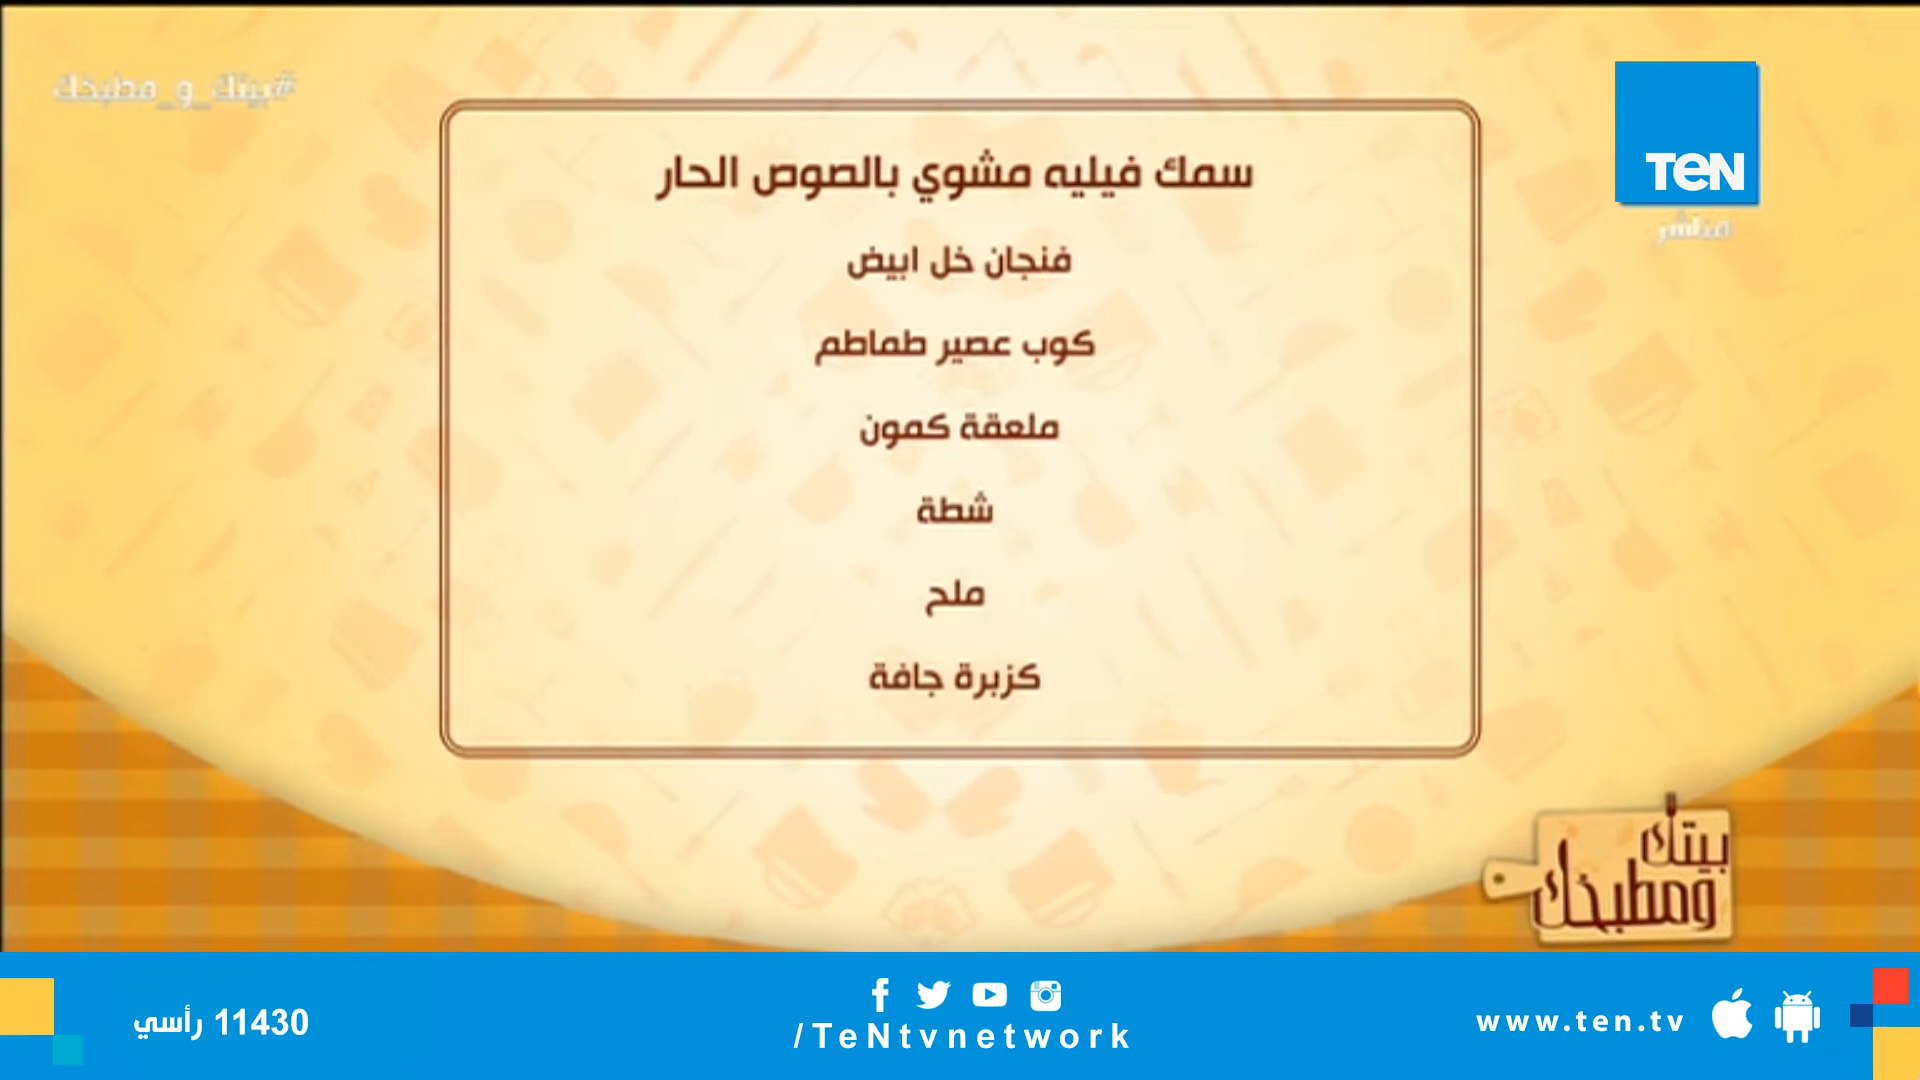 #بيتك_و_مطبخك
TeN
مباشر
سمك فيليه مشوي بالصوص الحار
فنجان خل ابيض
كوب عصير طماطم
ملعقة كمون
شطة
ملح
كزبرة جافة
بيتك
ومطبخك
11430 رأسي
/TeNtvnetwork
www.ten.tv